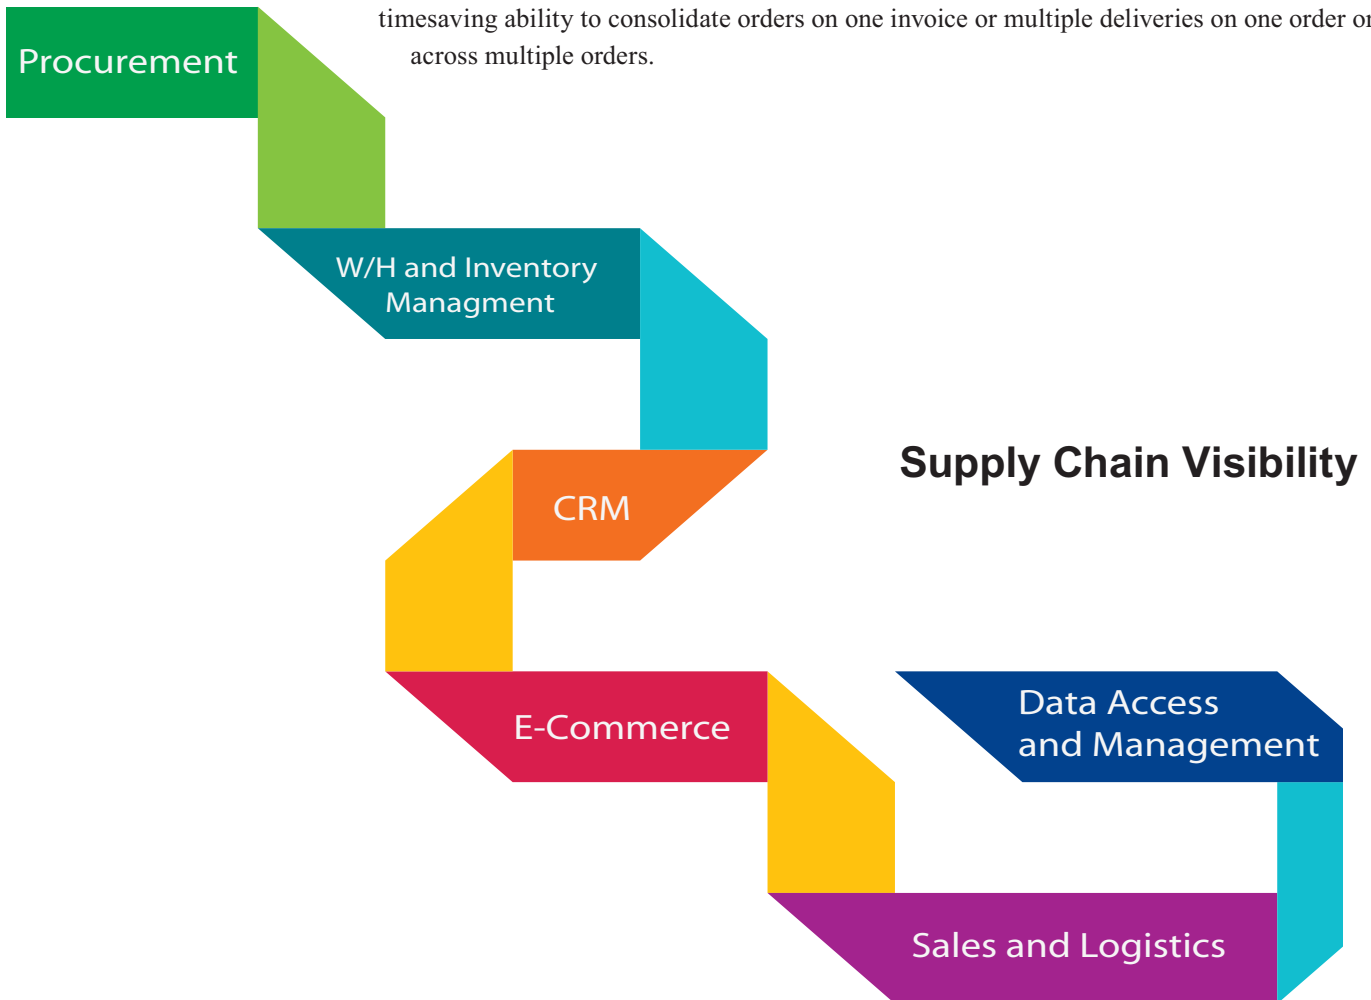 timesaving ability to consolidate orders on one invoice or multiple deliveries on one order or
across multiple orders.
Procurement
W/H and Inventory
Managment
Supply Chain Visibility
CRM
E-Commerce
Data Access
and Management
Sales and Logistics